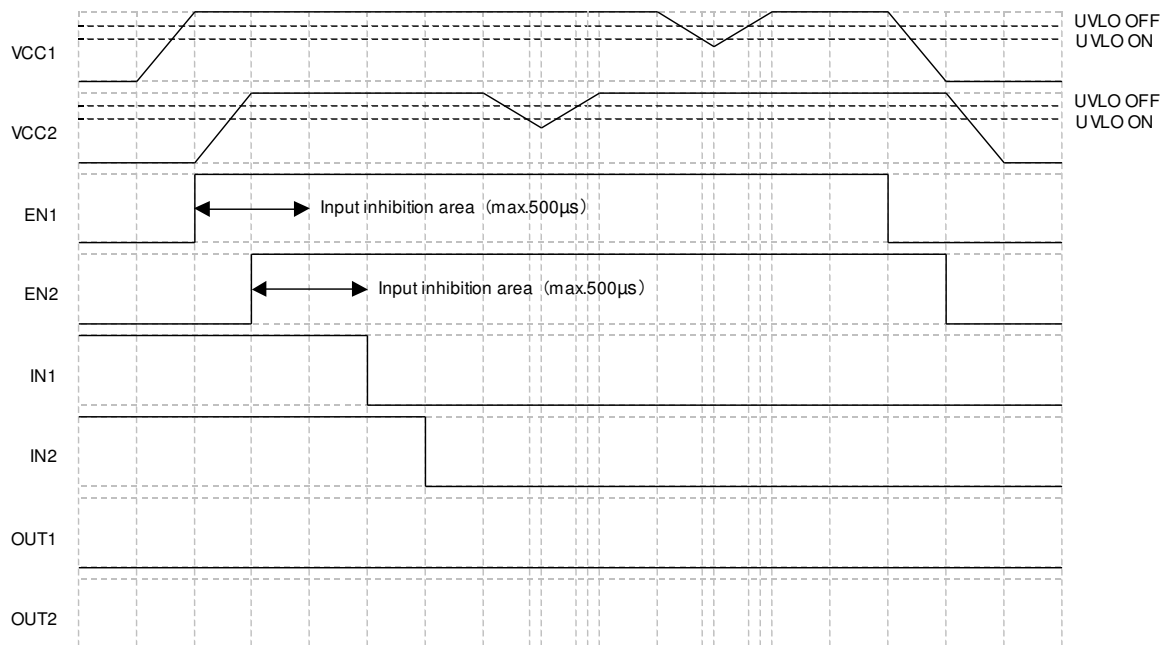 UVLO OFF
UVLO ON
VCC1
UVLO OFF
UVLO ON
VCC2
EN1
Input inhibition area (max.500μs)
EN2
Input inhibition area (max.500μs)
IN1
IN2
OUT1
OUT2